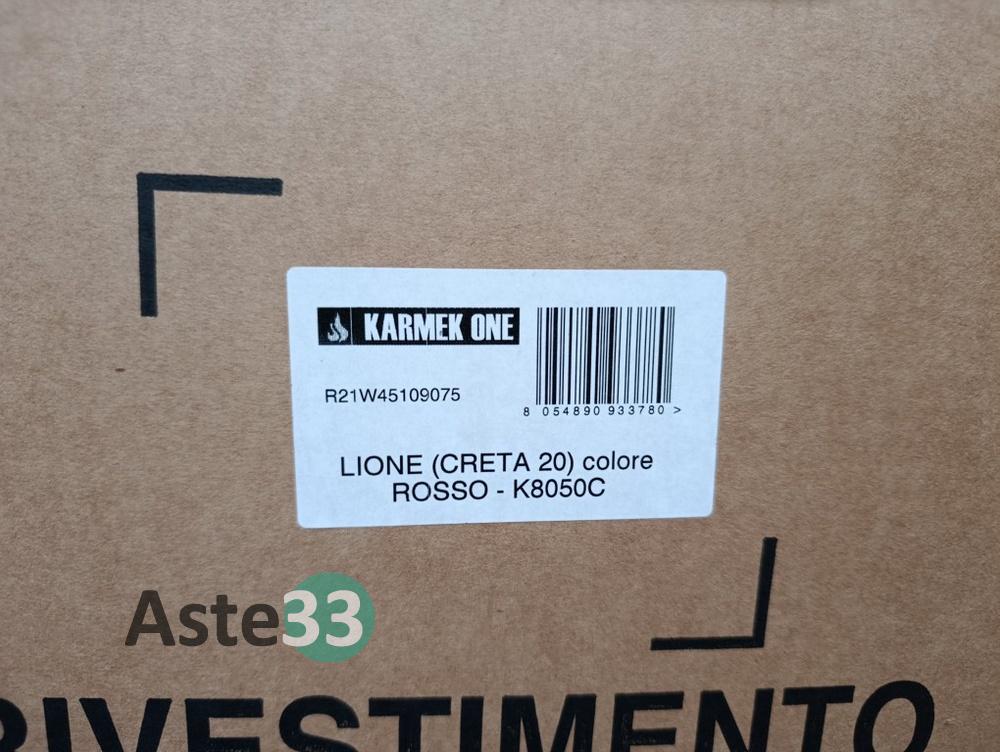 KARMEK ONE
R21W45109075
8 054890 933780 >
LIONE (CRETA 20) colore
ROSSO - K8050C
Aste33
RIVESTIMENTO